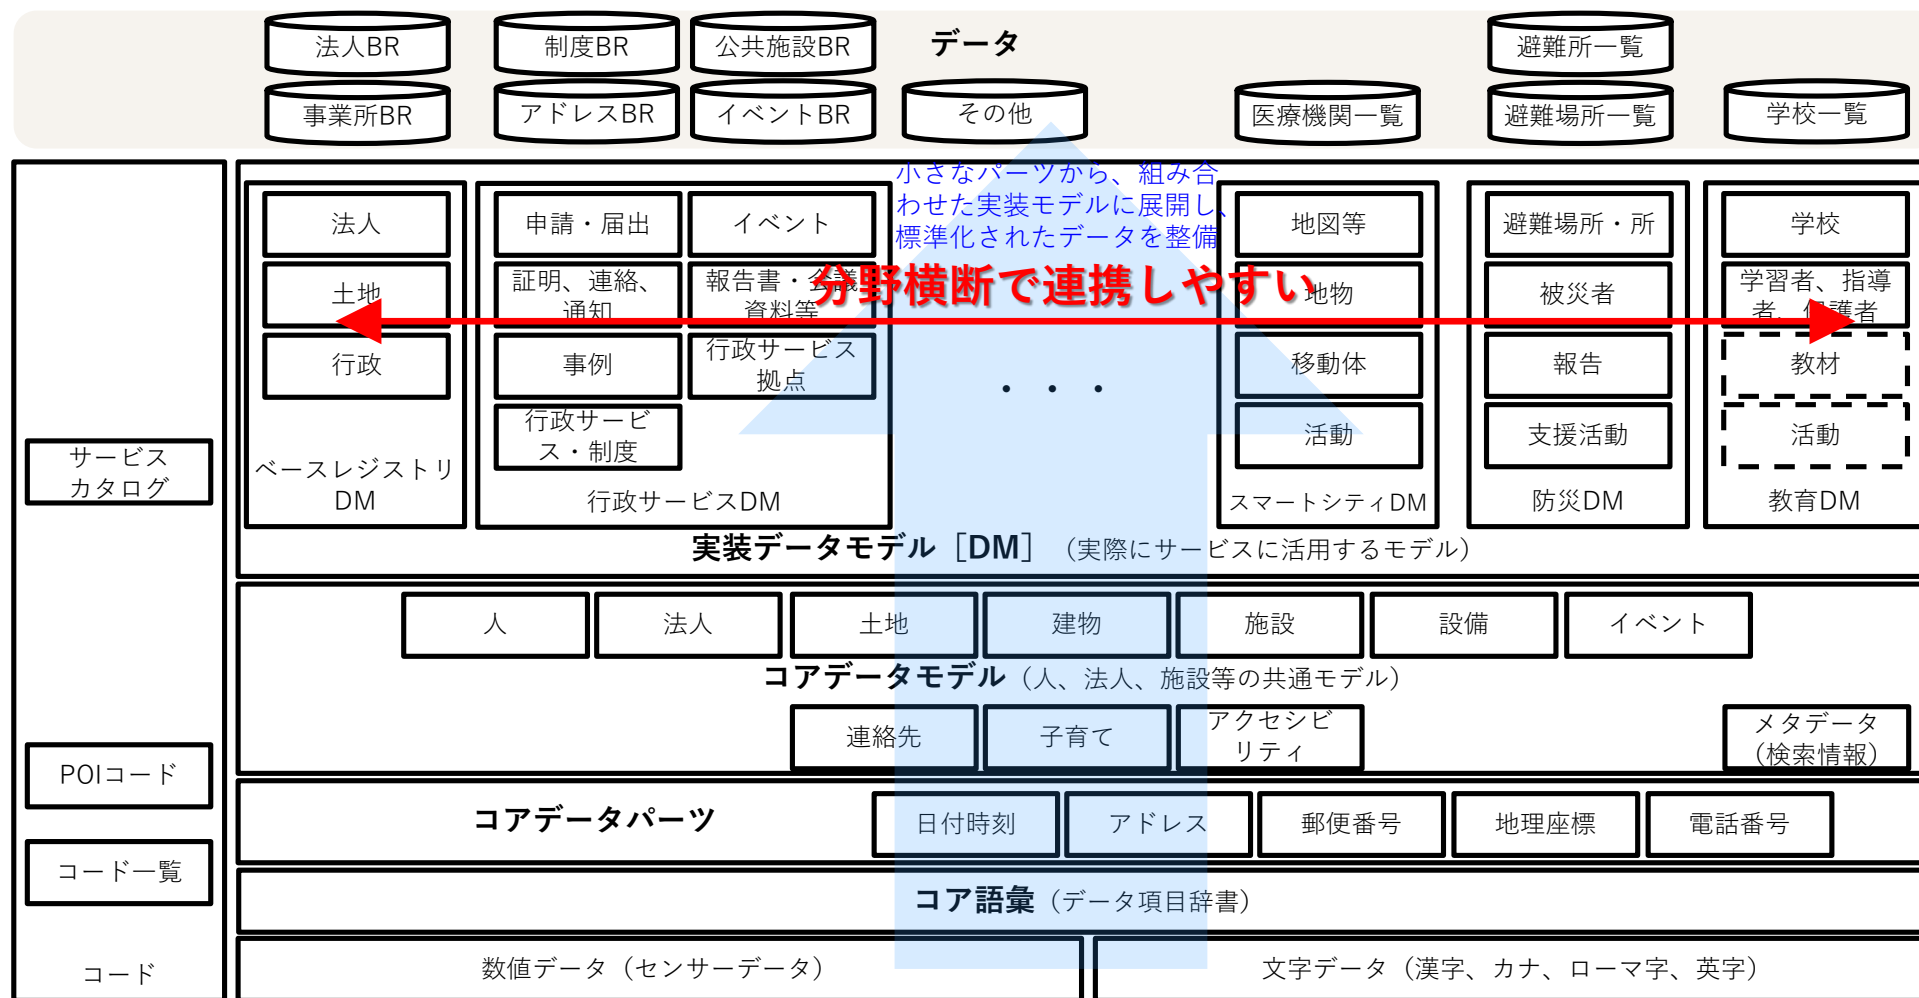 データ
法人BR
制度BR
公共施設BR
避難所一覧
事業所BR
アドレスBR
イベントBR
その他
医療機関一覧
避難場所一覧
学校一覧
小さなパーツから、組み合
わせた実装モデルに展開し、
標準化されたデータを整備
分野横断で連携しやすい
法人
土地
行政
ベースレジストリ
DM
申請・届出
証明、連絡、
通知
事例
行政サービ
ス・制度
イベント
報告書・会議
資料等
行政サービス
拠点
行政サービスDM
・・・
地図等
地物
移動体
活動
スマートシティDM
避難場所・所
被災者
報告
支援活動
防災DM
学校
学習者、指導
者、保護者
教材
活動
教育DM
実装データモデル［DM］（実際にサービスに活用するモデル）
人
法人
土地
建物
施設
設備
イベント
コアデータモデル（人、法人、施設等の共通モデル）
連絡先
子育て
アクセシビ
リティ
メタデータ
（検索情報）
コアデータパーツ
日付時刻
アドレス
郵便番号
地理座標
電話番号
コア語彙（データ項目辞書）
数値データ（センサーデータ）
文字データ（漢字、カナ、ローマ字、英字）
サービス
カタログ
POIコード
コード一覧
コード